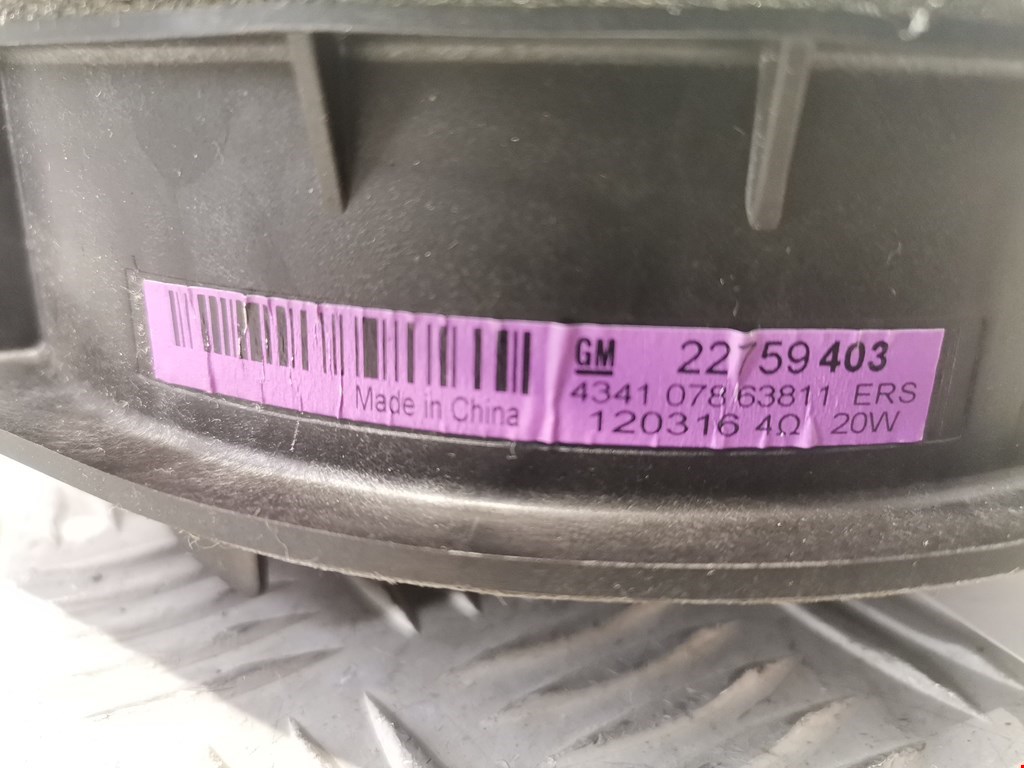 GM 22759403
4341 078 63811 ERS
Made in China
120316 4Ω 20W